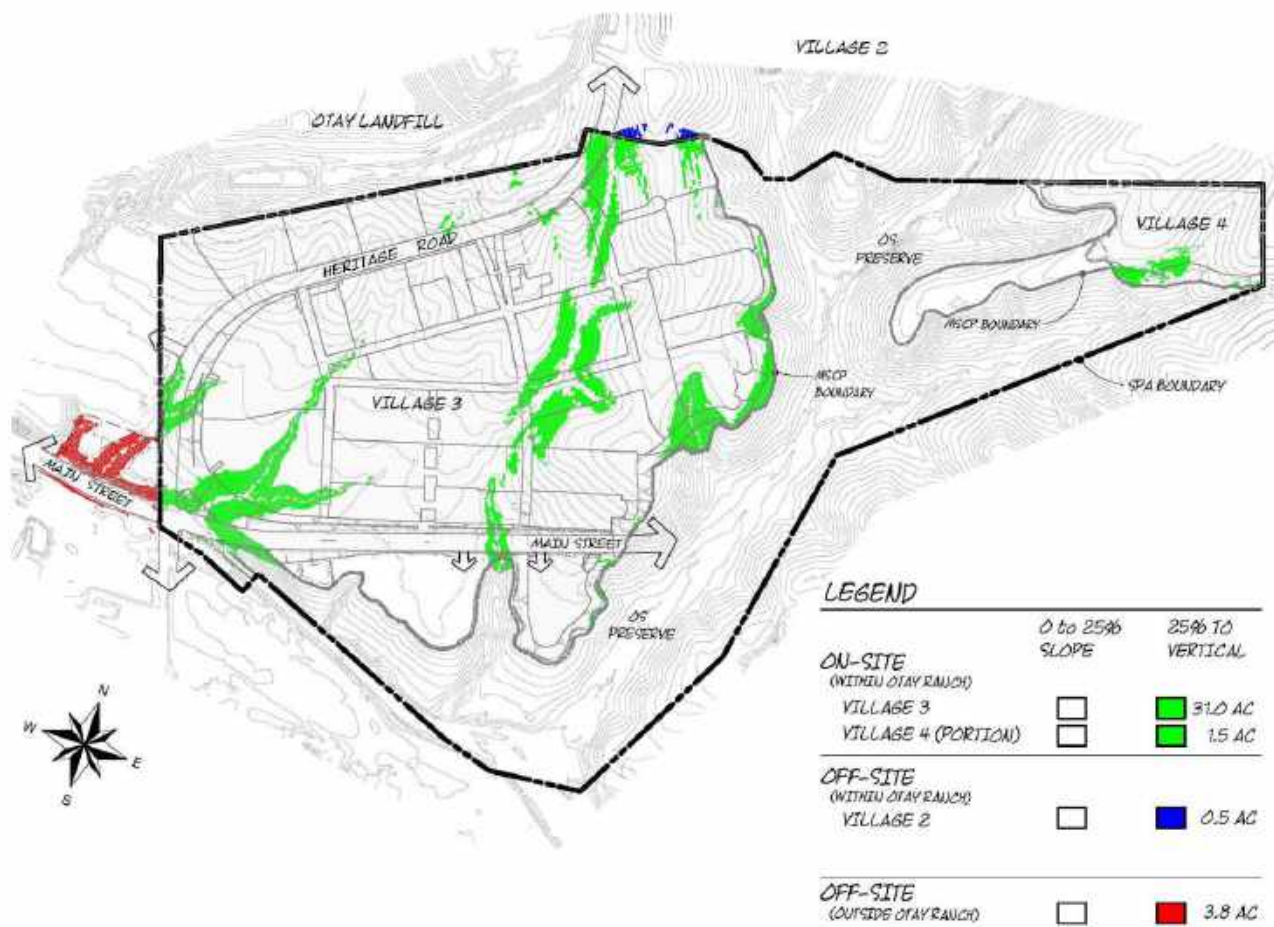 VILLAGE 2
OTAY LANDFILL
VILLAGE 4
HERITAGE ROAD
OS
PRESERVE
MSCP BOUNDARY
MSCP
BOUNDARY
SPA BOUNDARY
VILLAGE 3
MAIN STREET
MAIN STREET
OS
PRESERVE
N
W
E
S
LEGEND
0 to 25%
SLOPE
25% TO
VERTICAL
ON-SITE
(WITHIN OTAY RANCH)
VILLAGE 3
31.0 AC
VILLAGE 4 (PORTION)
1.5 AC
OFF-SITE
(WITHIN OTAY RANCH)
VILLAGE 2
0.5 AC
OFF-SITE
(OUTSIDE OTAY RANCH)
3.8 AC